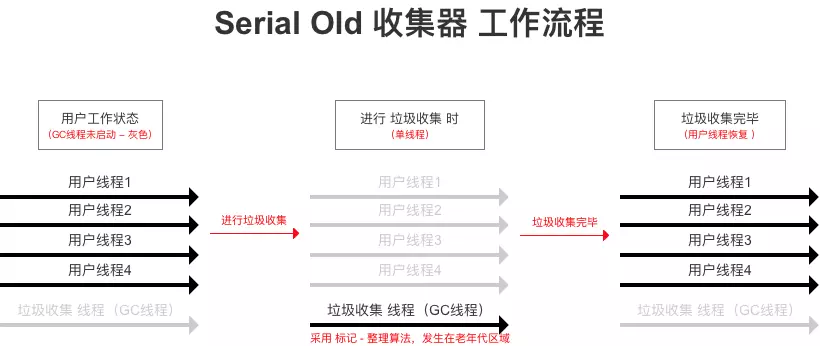 Serial Old 收集器 工作流程
用户工作状态
(GC线程未启动 - 灰色)
进行 垃圾收集 时
(单线程)
垃圾收集完毕
(用户线程恢复 )
用户线程1
用户线程2
用户线程3
用户线程4
垃圾收集 线程（GC线程）
进行垃圾收集
用户线程1
用户线程2
用户线程3
用户线程4
垃圾收集 线程（GC线程）
采用 标记 - 整理算法，发生在老年代区域
垃圾收集完毕
用户线程1
用户线程2
用户线程3
用户线程4
垃圾收集 线程（GC线程）